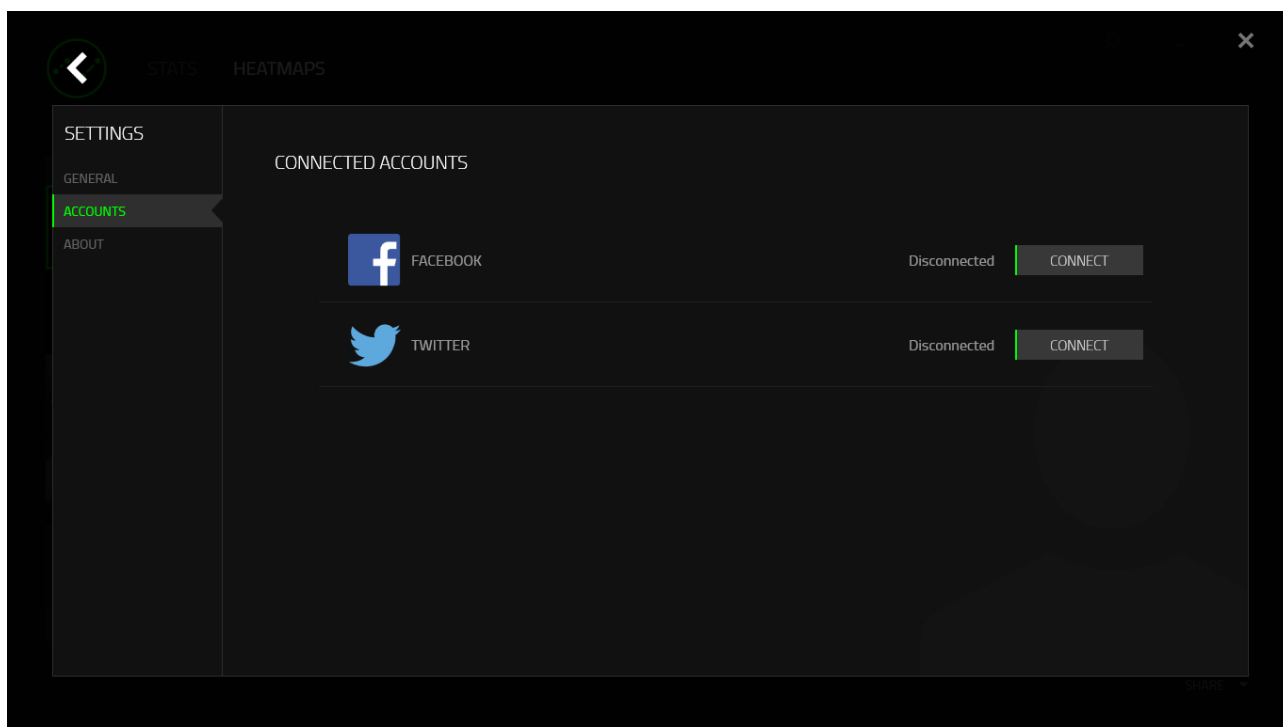 STATS HEATMAPS
SETTINGS
GENERAL
ACCOUNTS
ABOUT
CONNECTED ACCOUNTS
FACEBOOK Disconnected CONNECT
TWITTER Disconnected CONNECT
SHARE